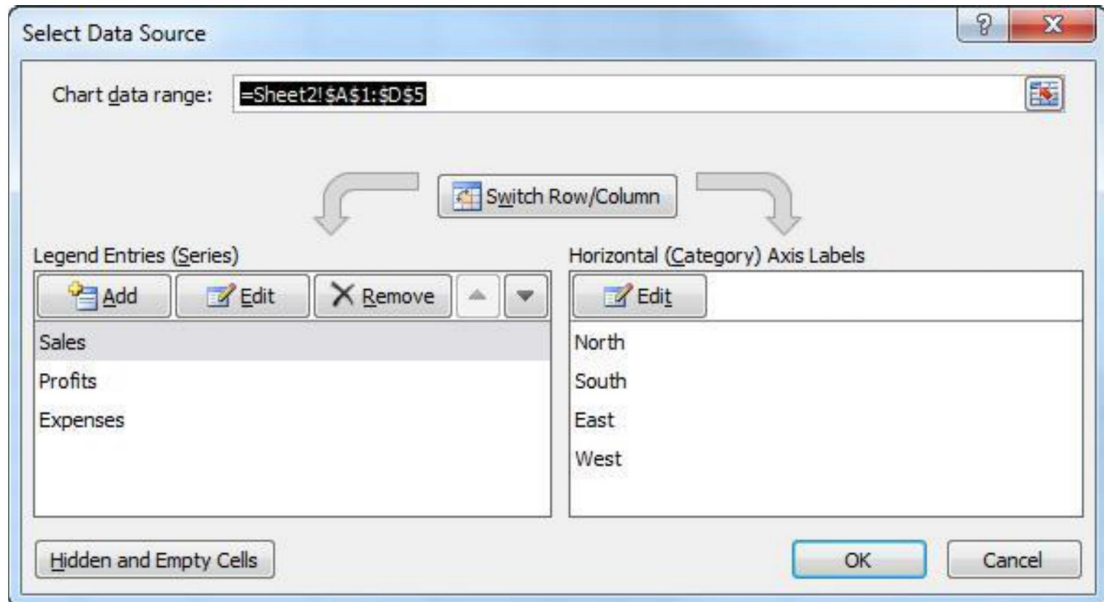 Select Data Source
?
X
Chart data range: =Sheet2!$A$1:$D$5
Switch Row/Column
Legend Entries (Series)
Horizontal (Category) Axis Labels
Add Edit Remove
Edit
Sales
North
Profits
South
Expenses
East
West
Hidden and Empty Cells
OK
Cancel